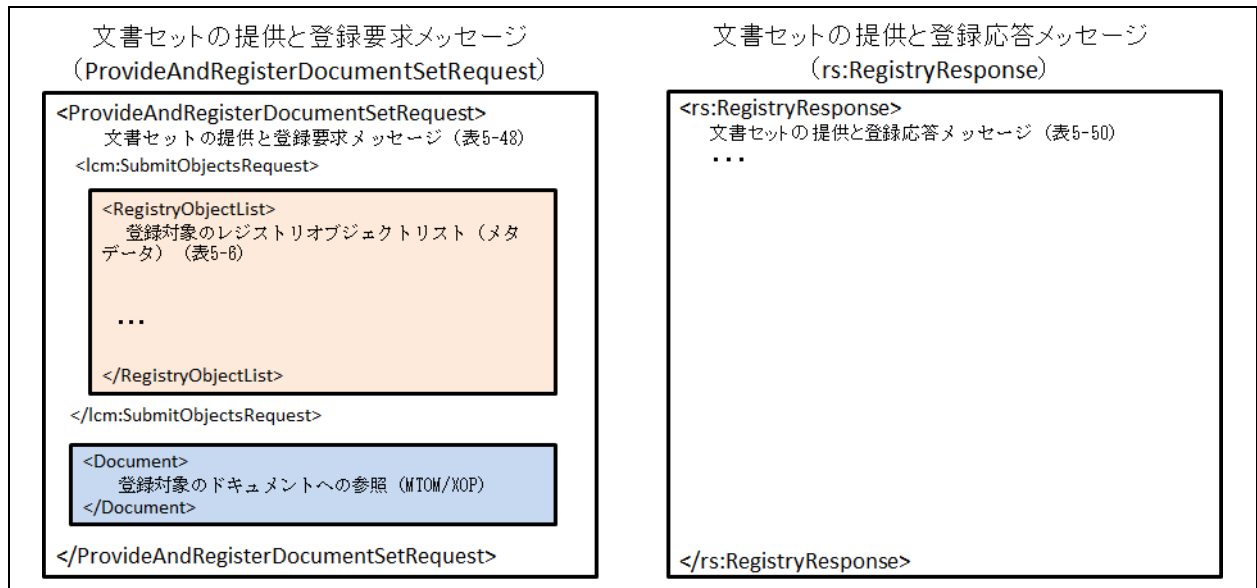 文書セットの提供と登録要求メッセージ
（ProvideAndRegisterDocumentSetRequest）
<ProvideAndRegisterDocumentSetRequest>
文書セットの提供と登録要求メッセージ（表5-48）
<lcm:SubmitObjectsRequest>
<RegistryObjectList>
登録対象のレジストリオブジェクトリスト（メタ
データ）（表5-6）
...
</RegistryObjectList>
</lcm:SubmitObjectsRequest>
<Document>
登録対象のドキュメントへの参照（MTOM/XOP）
</Document>
</ProvideAndRegisterDocumentSetRequest>
文書セットの提供と登録応答メッセージ
（rs:RegistryResponse）
<rs:RegistryResponse>
文書セットの提供と登録応答メッセージ（表5-50）
・・・
</rs:RegistryResponse>